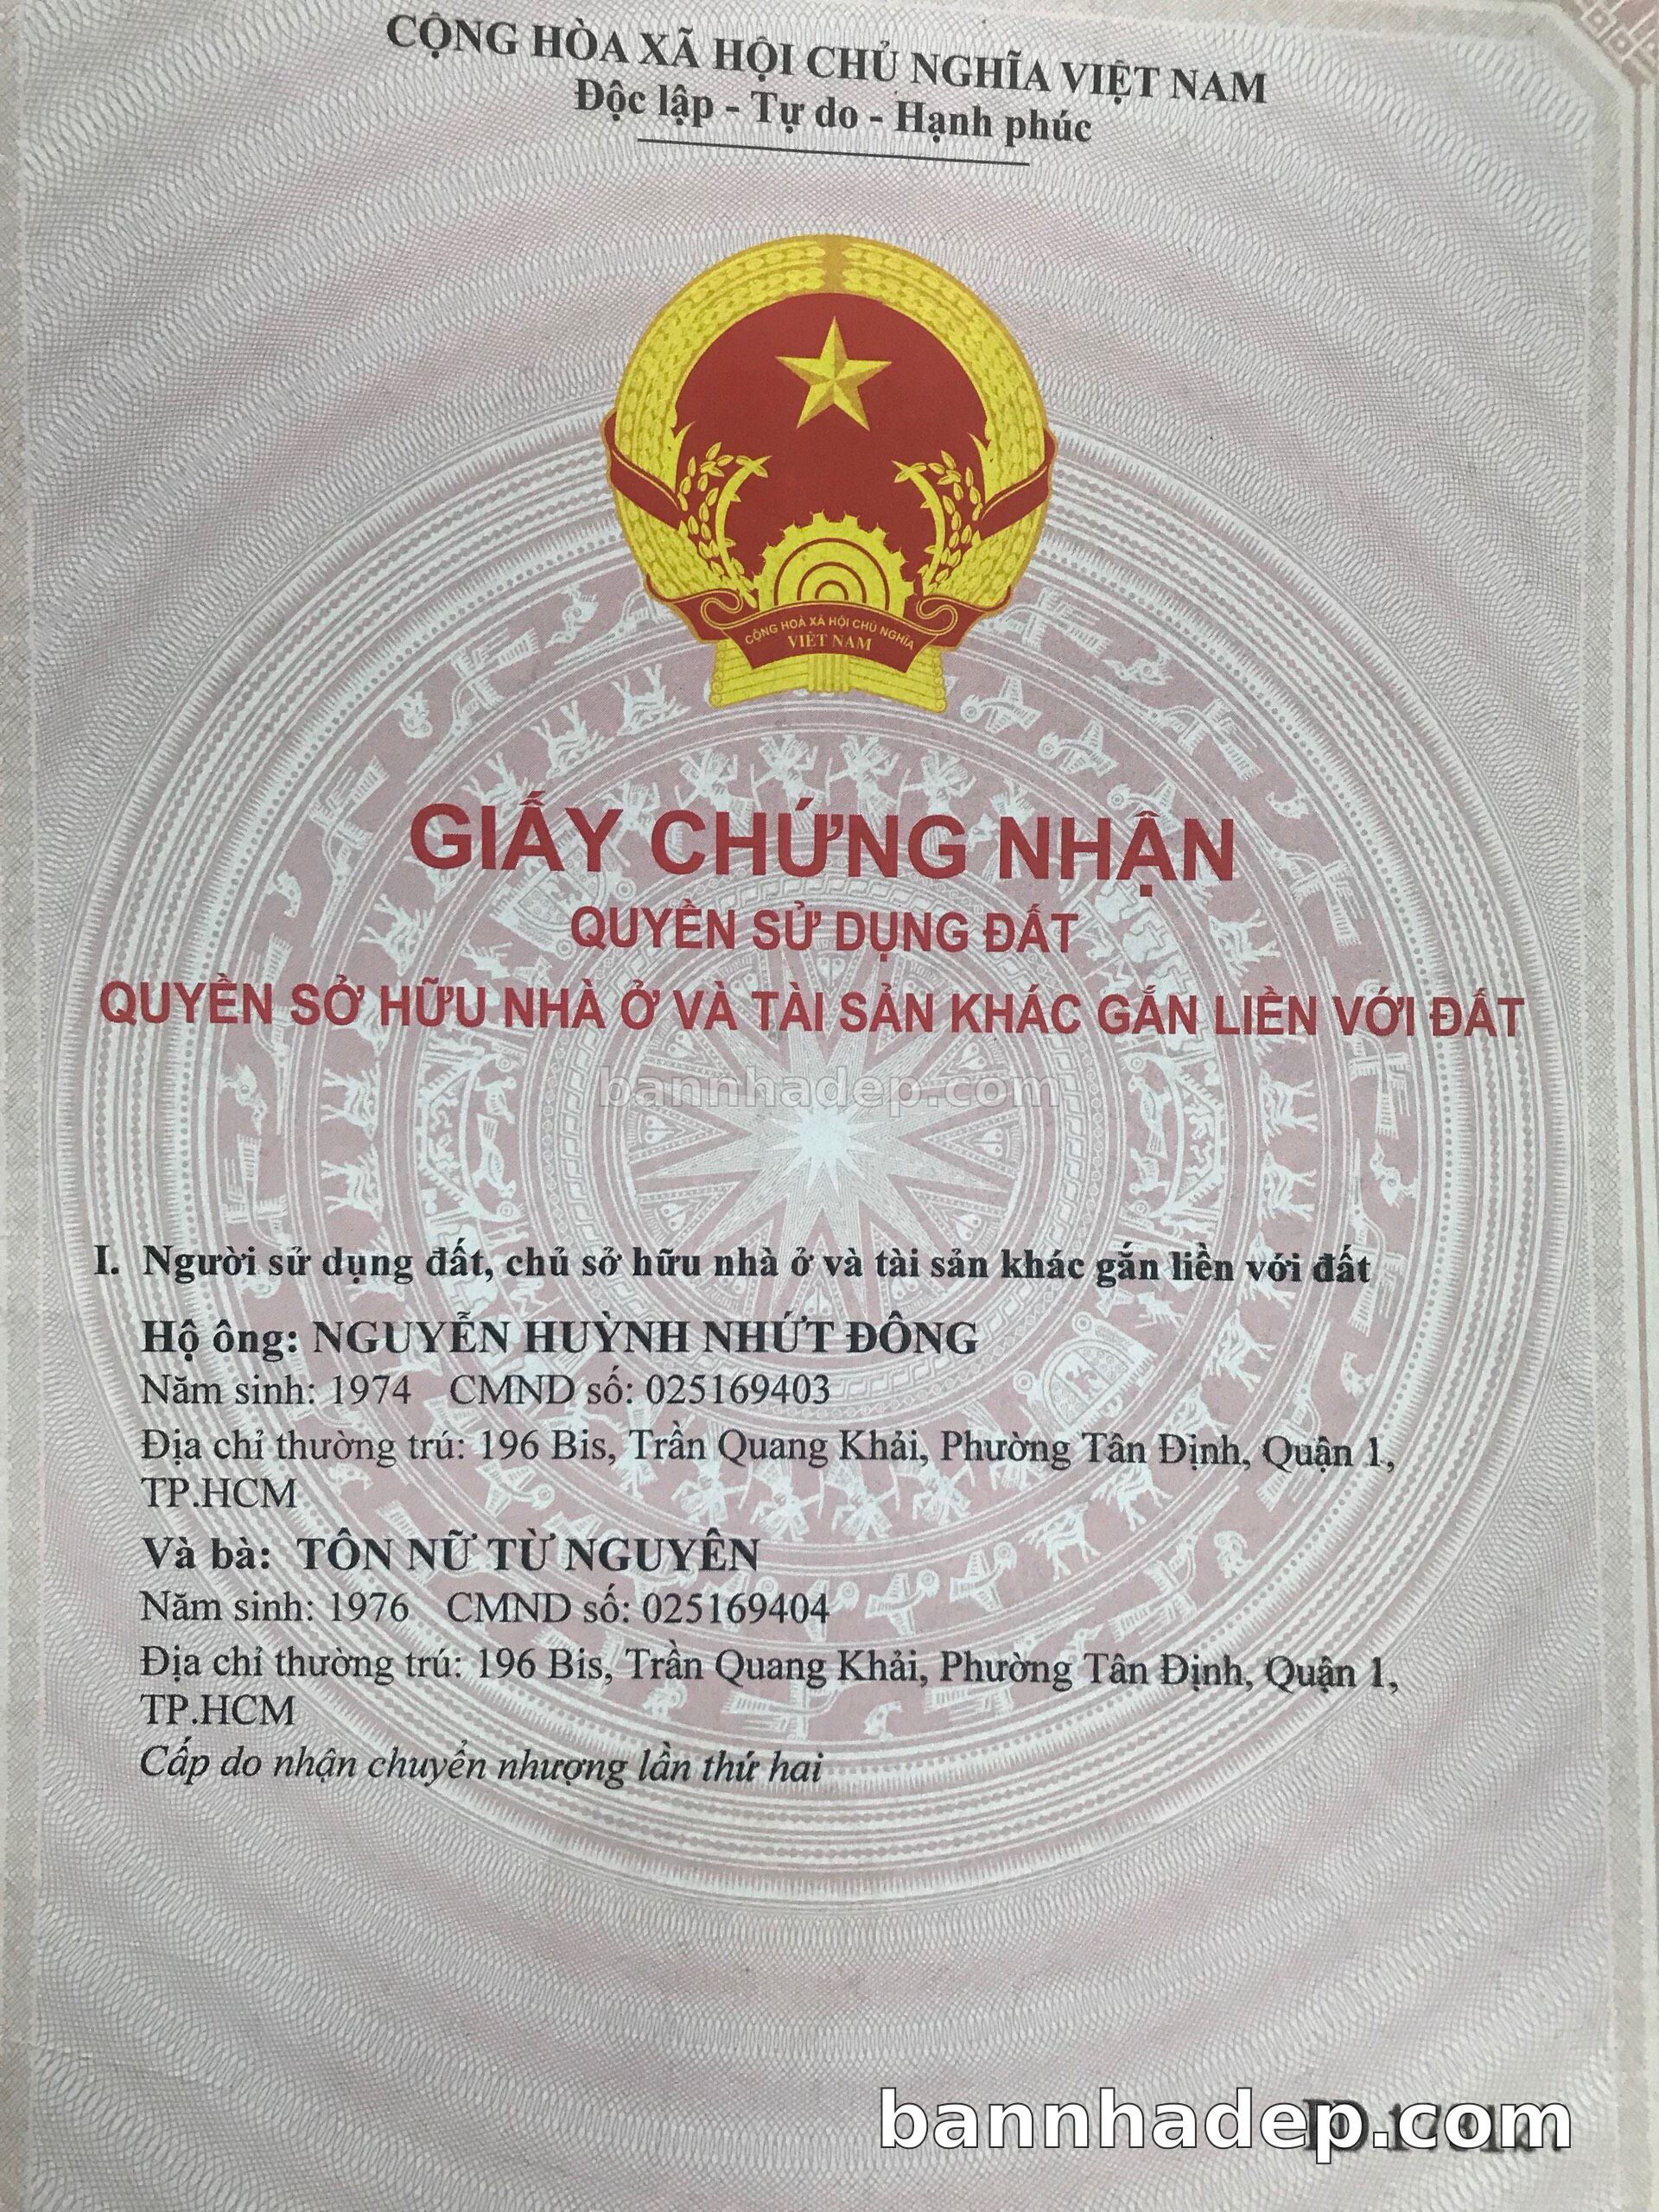 CỘNG HÒA XÃ HỘI CHỦ NGHĨA VIỆT NAM
Độc lập - Tự do - Hạnh phúc
CỘNG HOÀ XÃ HỘI CHỦ NGHĨA
VIỆT NAM
GIẤY CHỨNG NHẬN
QUYỀN SỬ DỤNG ĐẤT
QUYỀN SỞ HỮU NHÀ Ở VÀ TÀI SẢN KHÁC GẮN LIỀN VỚI ĐẤT
bannhadep.com
I. Người sử dụng đất, chủ sở hữu nhà ở và tài sản khác gắn liền với đất
Hộ ông: NGUYỄN HUỲNH NHỨT ĐÔNG
Năm sinh: 1974 CMND số: 025169403
Địa chỉ thường trú: 196 Bis, Trần Quang Khải, Phường Tân Định, Quận 1,
TP.HCM
Và bà: TÔN NỮ TỪ NGUYÊN
Năm sinh: 1976 CMND số: 025169404
Địa chỉ thường trú: 196 Bis, Trần Quang Khải, Phường Tân Định, Quận 1,
TP.HCM
Cấp do nhận chuyển nhượng lần thứ hai
bannhadep.com